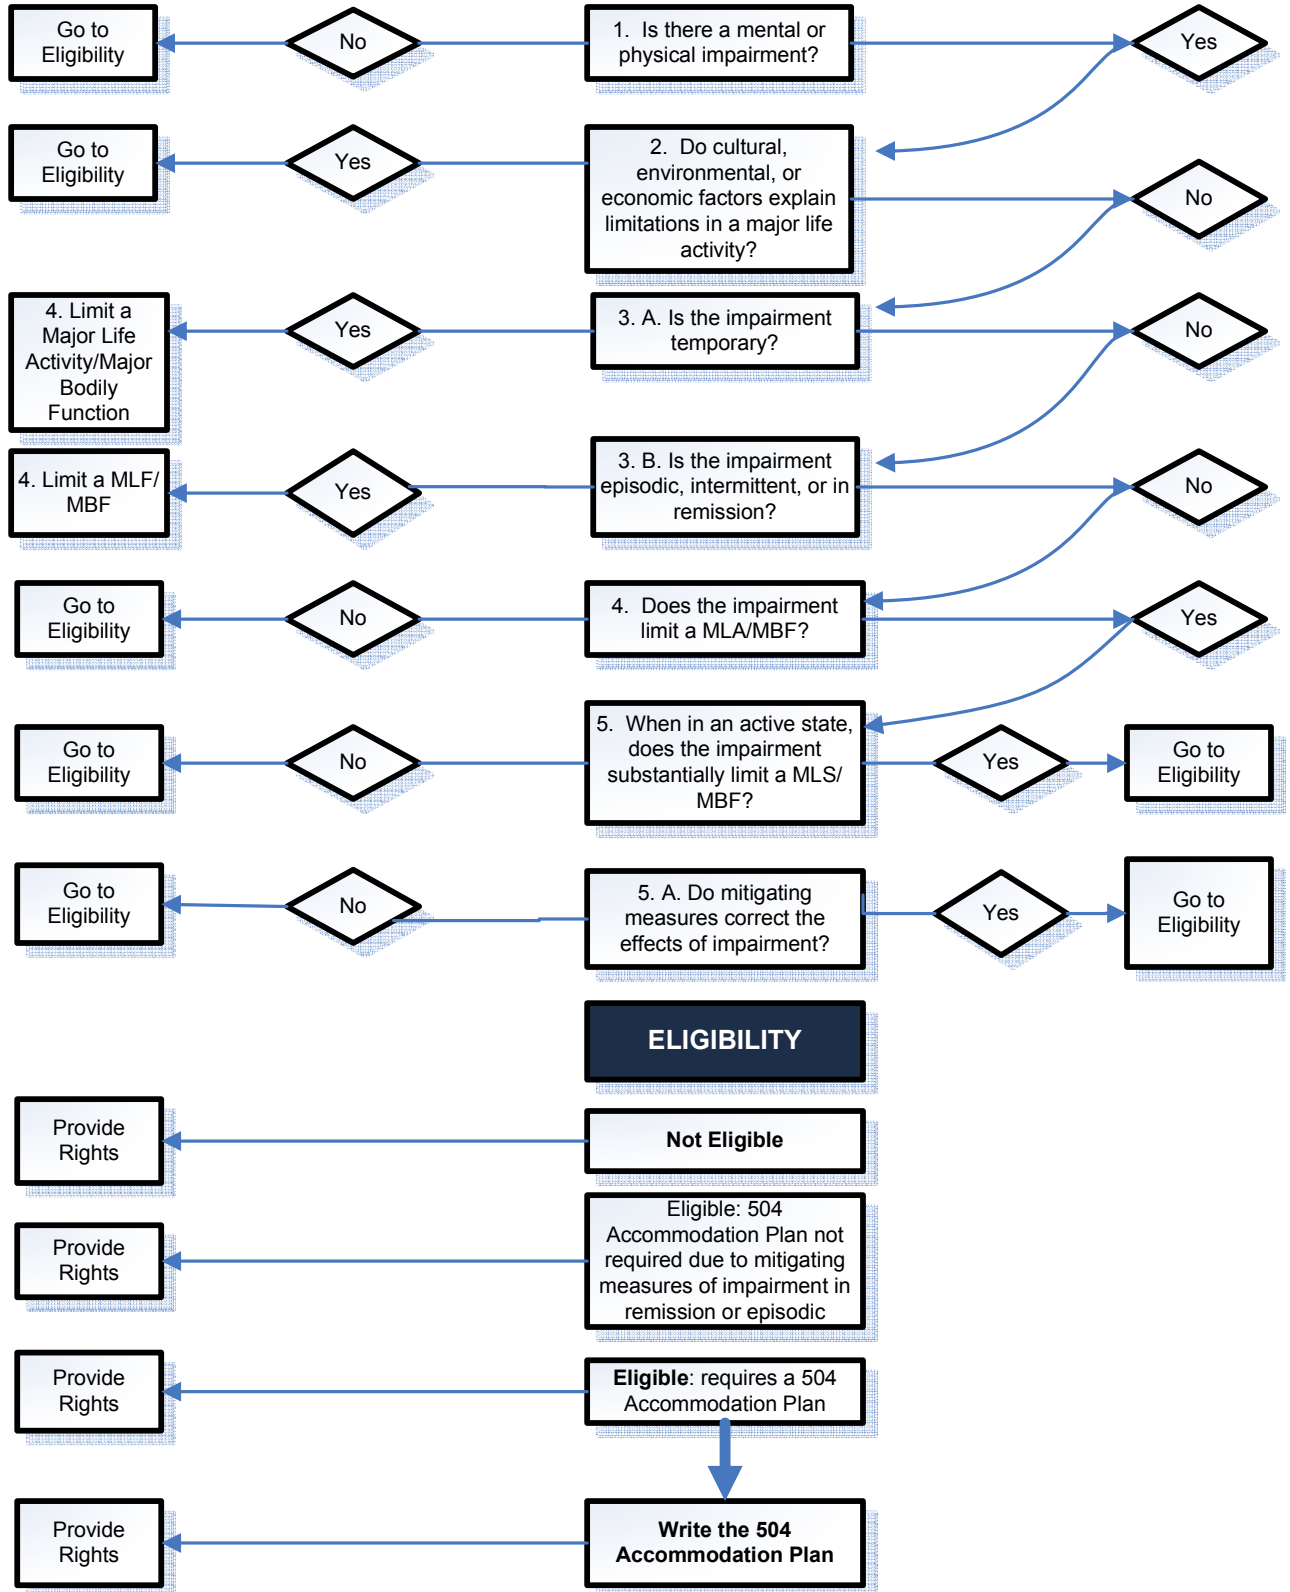 Go to
Eligibility
No
1.  Is there a mental or
physical impairment?
Yes
Go to
Eligibility
Yes
2.  Do cultural,
environmental, or
economic factors explain
limitations in a major life
activity?
No
4. Limit a
Major Life
Activity/Major
Bodily
Function
Yes
3. A. Is the impairment
temporary?
No
4. Limit a MLF/
MBF
Yes
3. B. Is the impairment
episodic, intermittent, or in
remission?
No
Go to
Eligibility
No
4.  Does the impairment
limit a MLA/MBF?
Yes
Go to
Eligibility
No
5.  When in an active state,
does the impairment
substantially limit a MLS/
MBF?
Yes
Go to
Eligibility
Go to
Eligibility
No
5. A. Do mitigating
measures correct the
effects of impairment?
Yes
Go to
Eligibility
ELIGIBILITY
Provide
Rights
Not Eligible
Provide
Rights
Eligible: 504
Accommodation Plan not
required due to mitigating
measures of impairment in
remission or episodic
Provide
Rights
Eligible: requires a 504
Accommodation Plan
Provide
Rights
Write the 504
Accommodation Plan